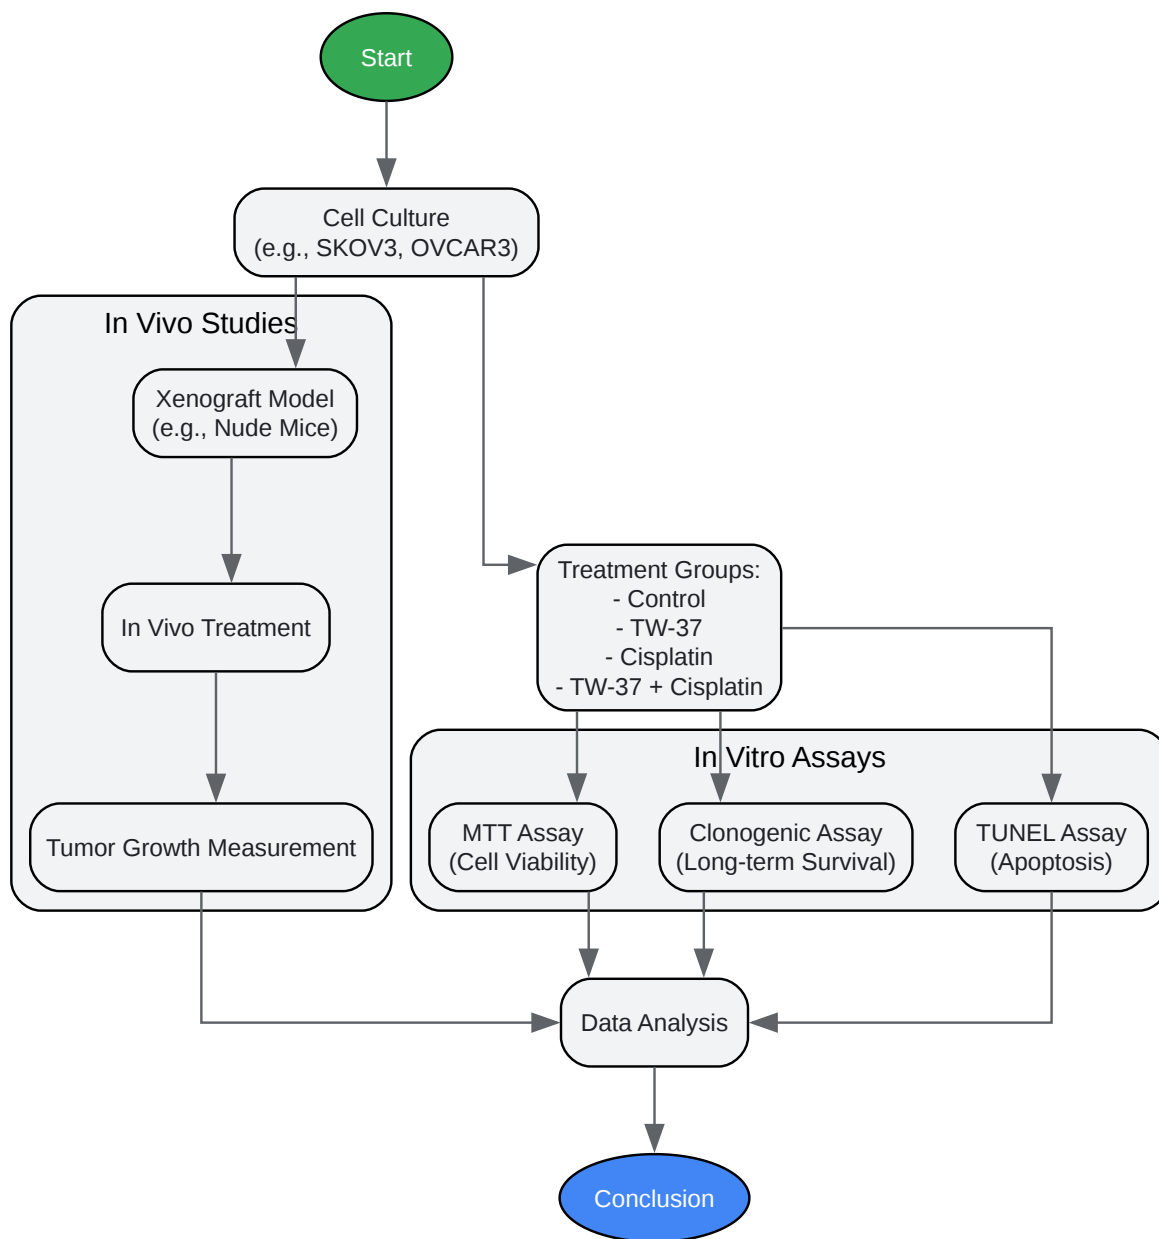 Start
Cell Culture
(e.g., SKOV3, OVCAR3)
In Vivo Studies
Xenograft Model
(e.g., Nude Mice)
In Vivo Treatment
Tumor Growth Measurement
Treatment Groups:
- Control
- TW-37
- Cisplatin
- TW-37 + Cisplatin
In Vitro Assays
MTT Assay
(Cell Viability)
Clonogenic Assay
(Long-term Survival)
TUNEL Assay
(Apoptosis)
Data Analysis
Conclusion